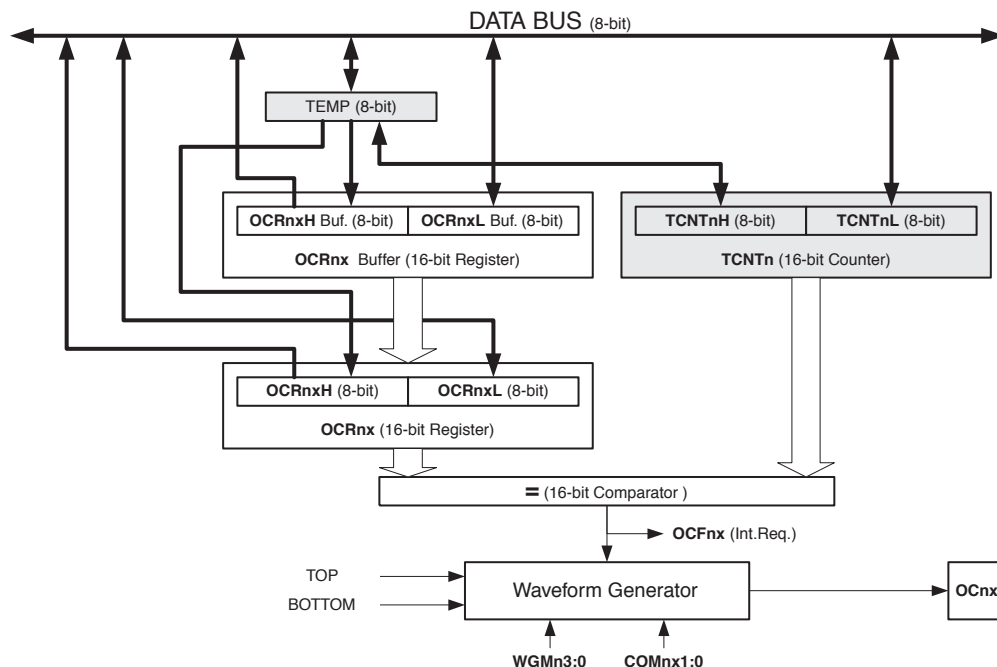 DATA BUS (8-bit)
TEMP (8-bit)
OCRnxH Buf. (8-bit) OCRnxL Buf. (8-bit)
OCRnx Buffer (16-bit Register)
TCNTnH (8-bit) TCNTnL (8-bit)
TCNTn (16-bit Counter)
OCRnxH (8-bit) OCRnxL (8-bit)
OCRnx (16-bit Register)
= (16-bit Comparator )
OCFnx (Int.Req.)
TOP
BOTTOM
Waveform Generator
OCnx
WGMn3:0 COMnx1:0